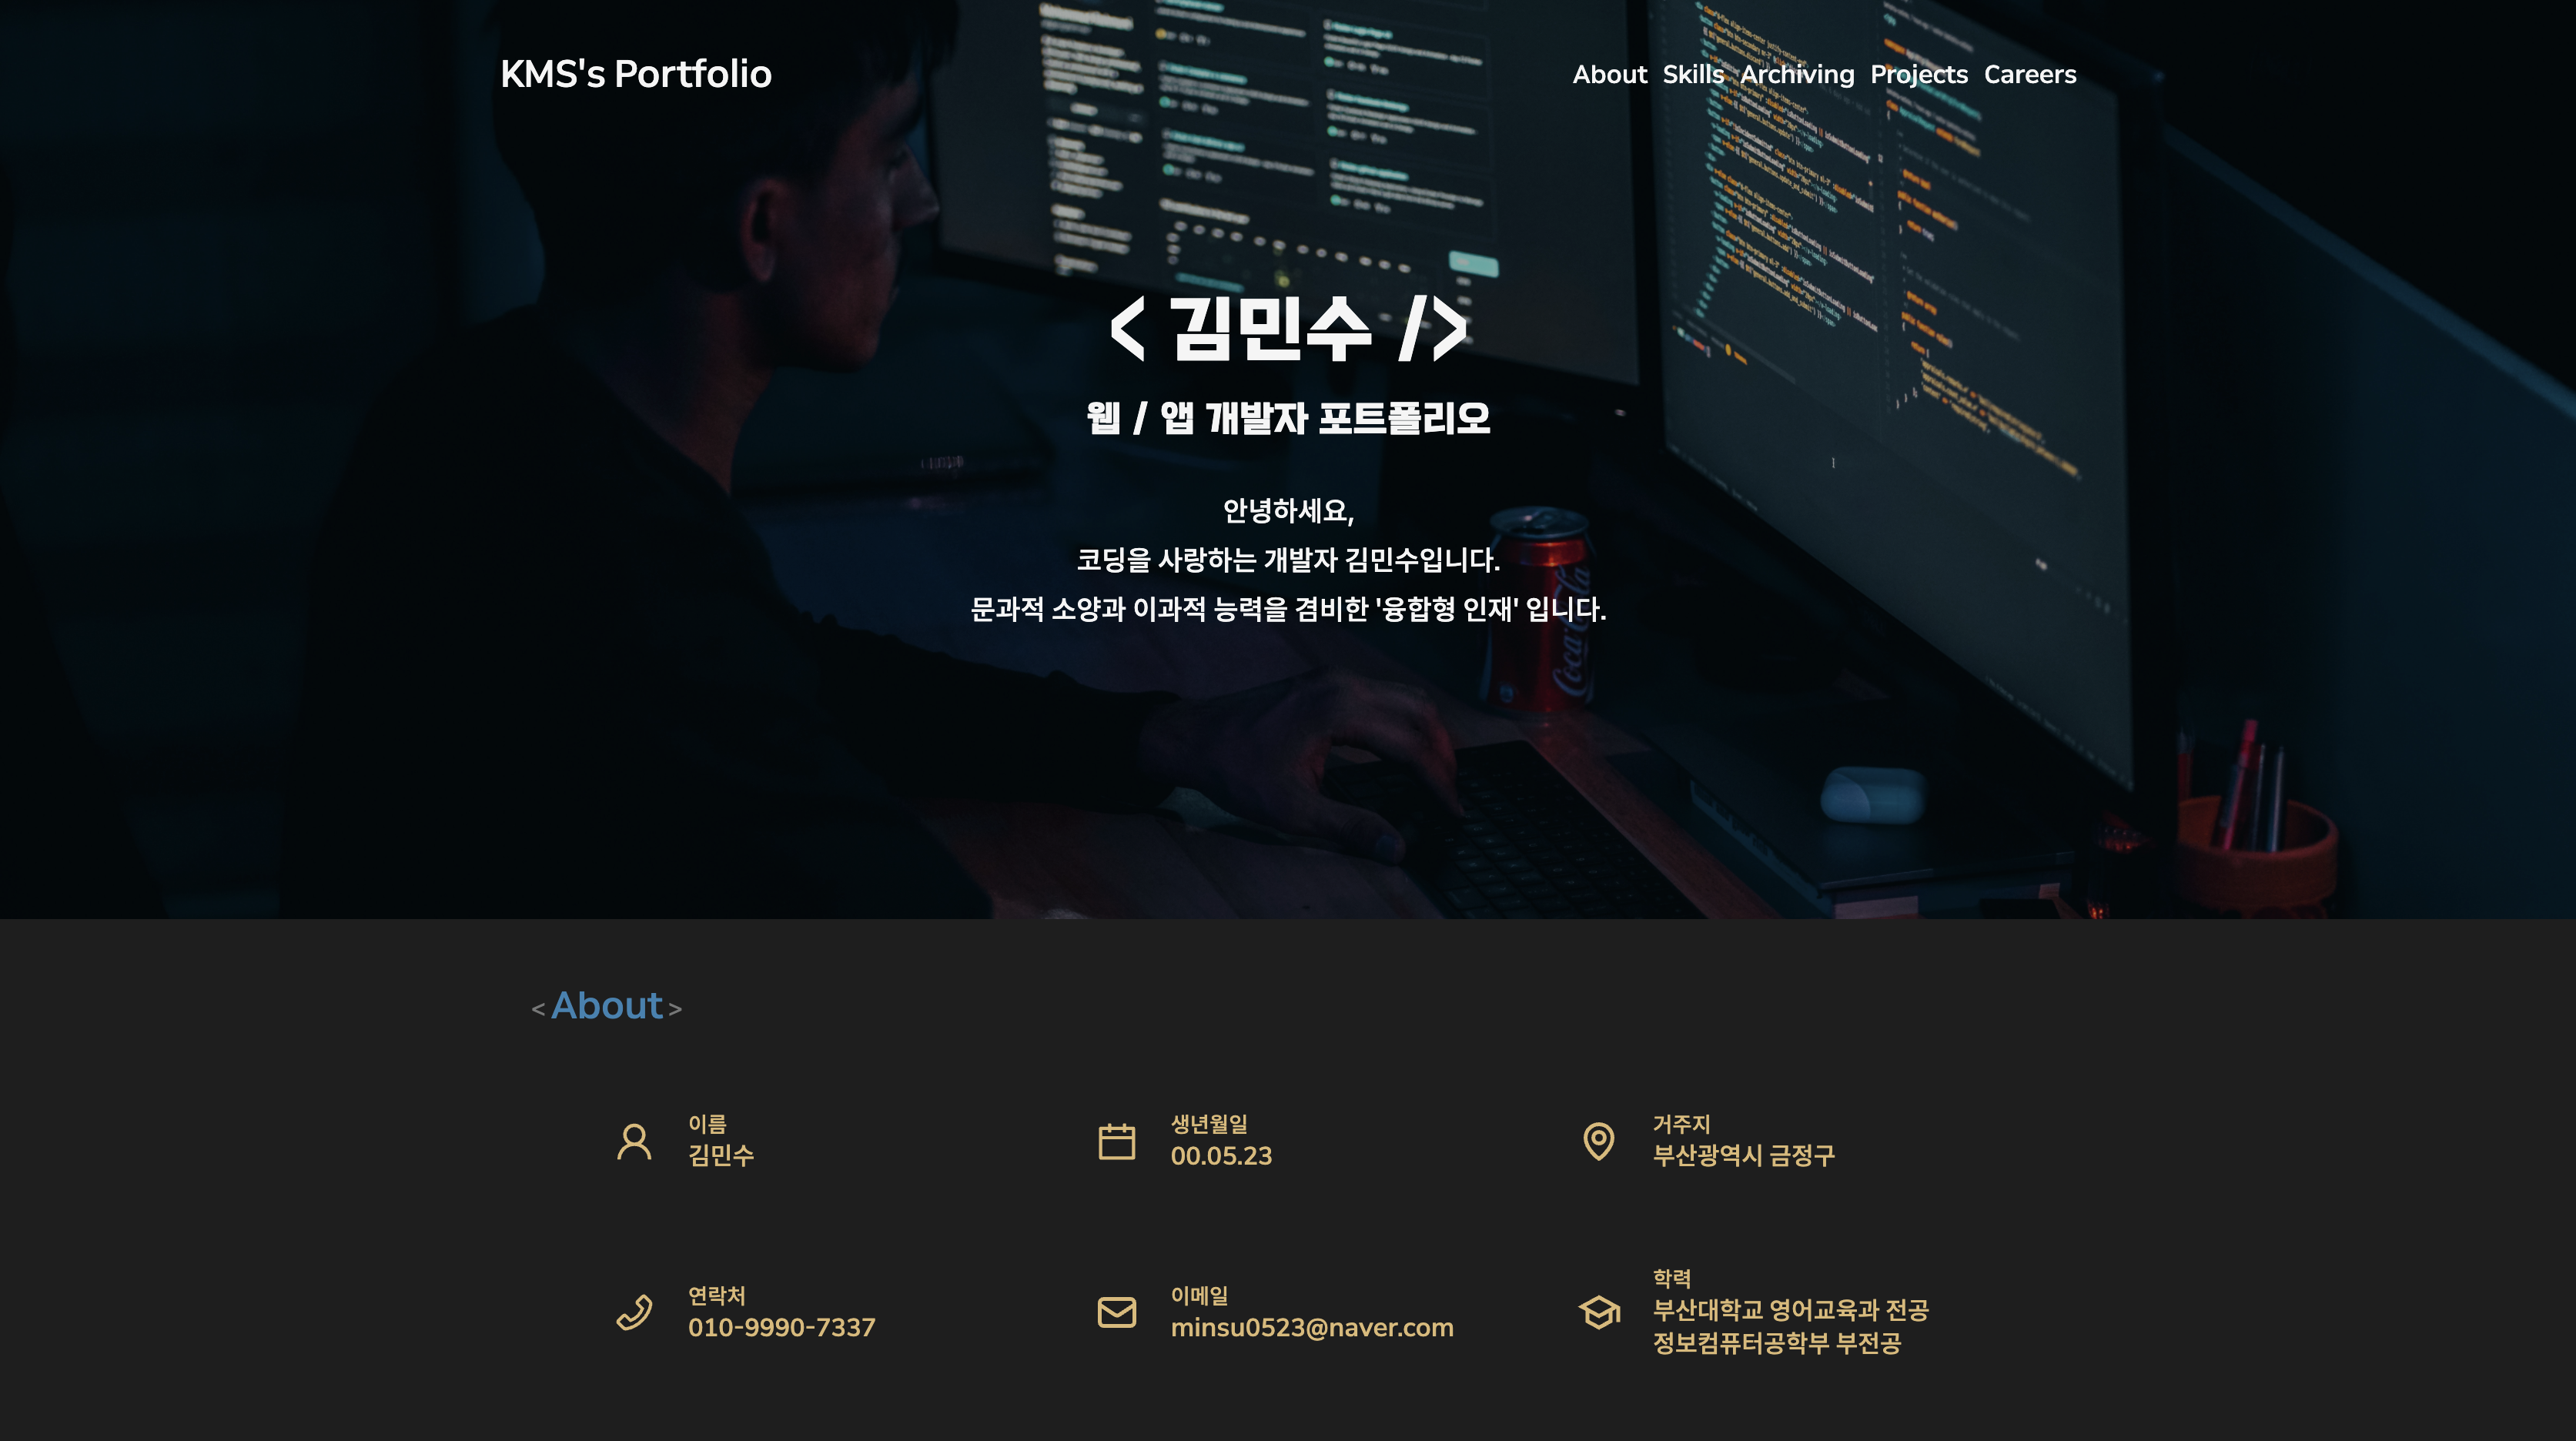 KMS's Portfolio
About Skills Archiving Projects Careers
< 김민수 />
웹 / 앱 개발자 포트폴리오
안녕하세요,
코딩을 사랑하는 개발자 김민수입니다.
문과적 소양과 이과적 능력을 겸비한 '융합형 인재' 입니다.
Coca-Cola
< About >
이름
김민수
생년월일
00.05.23
거주지
부산광역시 금정구
연락처
010-9990-7337
이메일
minsu0523@naver.com
학력
부산대학교 영어교육과 전공
정보컴퓨터공학부 부전공